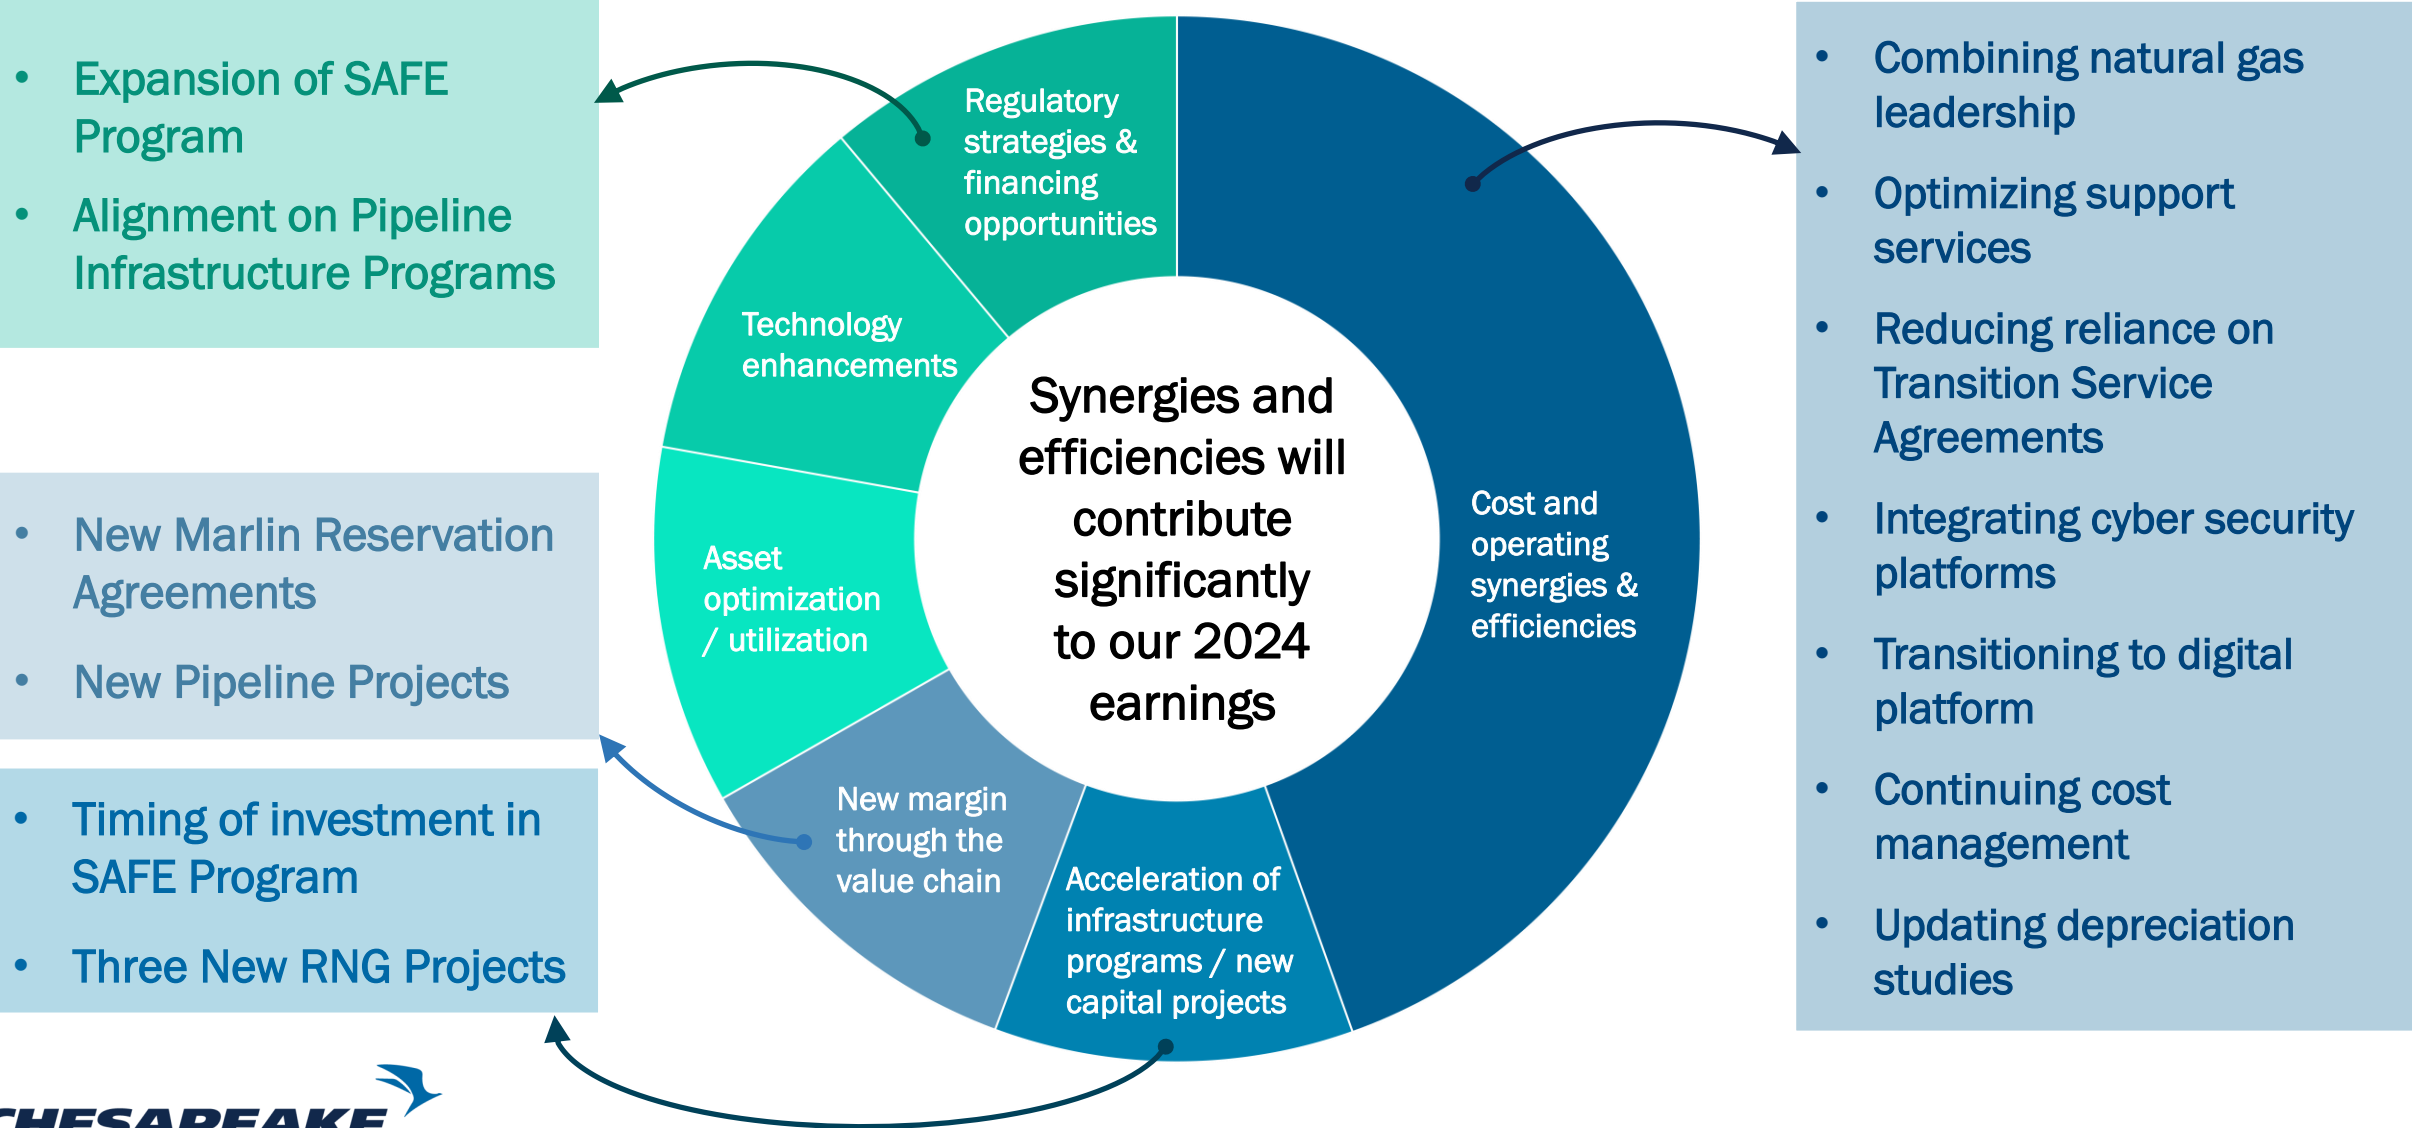 • Expansion of SAFE
Program
• Alignment on Pipeline
Infrastructure Programs
• New Marlin Reservation
Agreements
• New Pipeline Projects
• Timing of investment in
SAFE Program
• Three New RNG Projects
CHESAPEAKE
Regulatory
strategies &
financing
opportunities
Technology
enhancements
Asset
optimization
/ utilization
New margin
through the
value chain
Acceleration of
infrastructure
programs / new
capital projects
Cost and
operating
synergies &
efficiencies
Synergies and
efficiencies will
contribute
significantly
to our 2024
earnings
• Combining natural gas
leadership
• Optimizing support
services
• Reducing reliance on
Transition Service
Agreements
• Integrating cyber security
platforms
• Transitioning to digital
platform
• Continuing cost
management
• Updating depreciation
studies